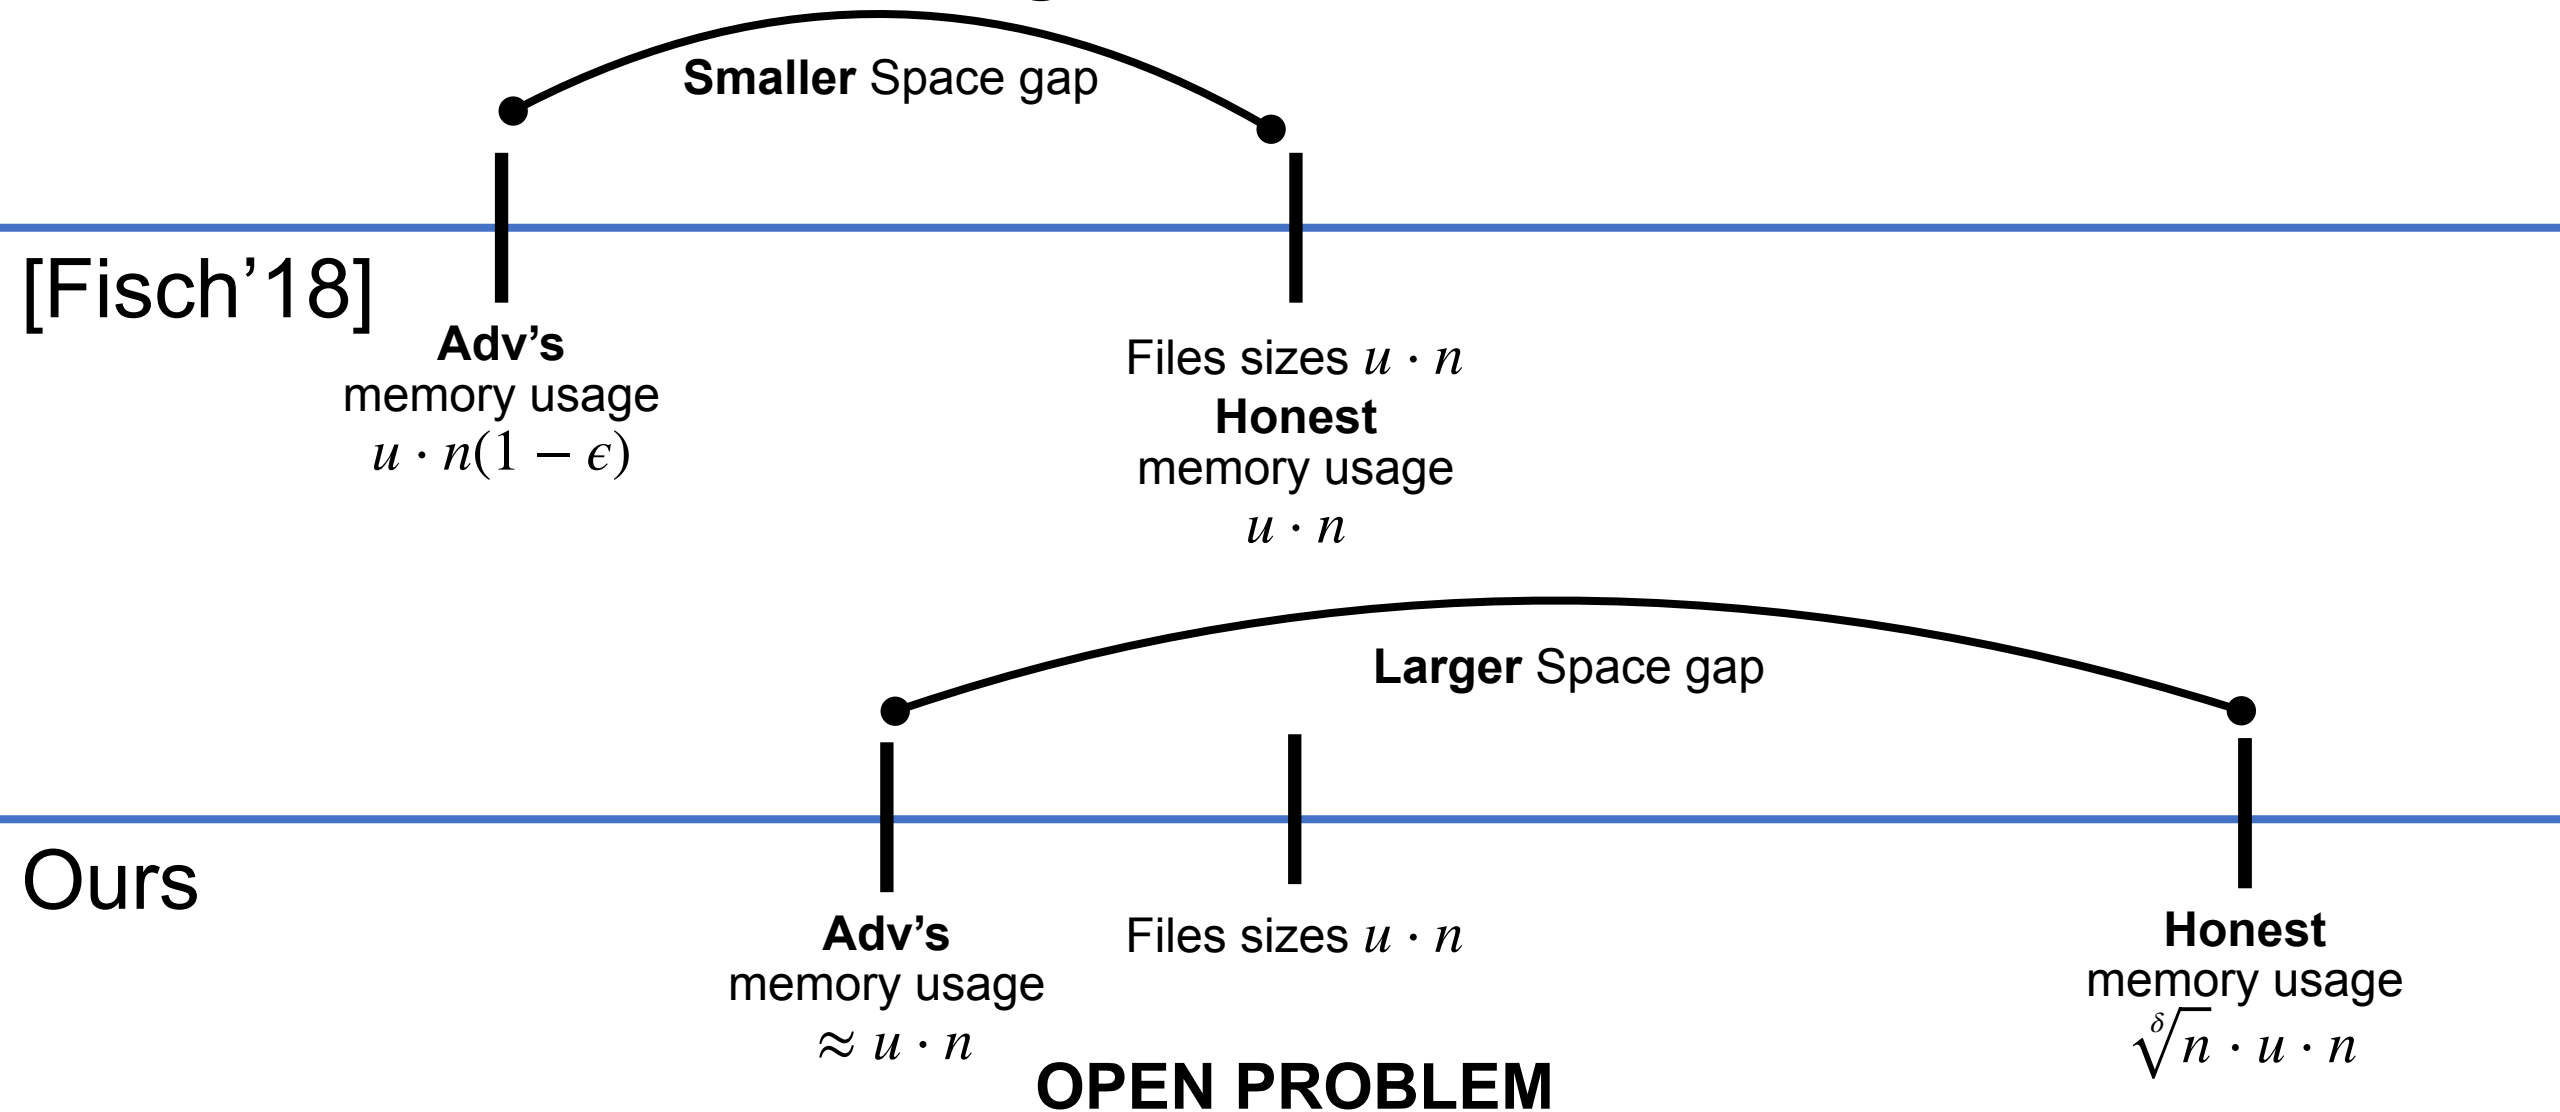 Smaller Space gap
[Fisch’18]
Adv’s
memory usage
u · n(1 − ϵ)
Files sizes u · n
Honest
memory usage
u · n
Larger Space gap
Ours
Adv’s
memory usage
≈ u · n
Files sizes u · n
Honest
memory usage
\sqrt[δ]{n} · u · n
OPEN PROBLEM